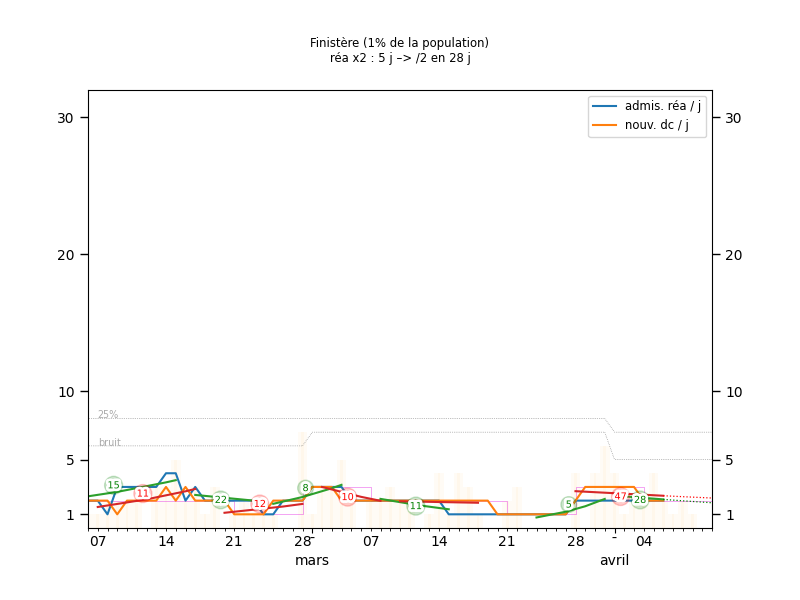 Finistère (1% de la population)
réa x2 : 5 j –> /2 en 28 j
admis. réa / j
nouv. dc / j
30 30
20 20
10 10
5 5
1 1
25%
bruit
15 11 22 12 8 10 11 5 47 28
07 14 21 28 07 14 21 28 04
mars avril